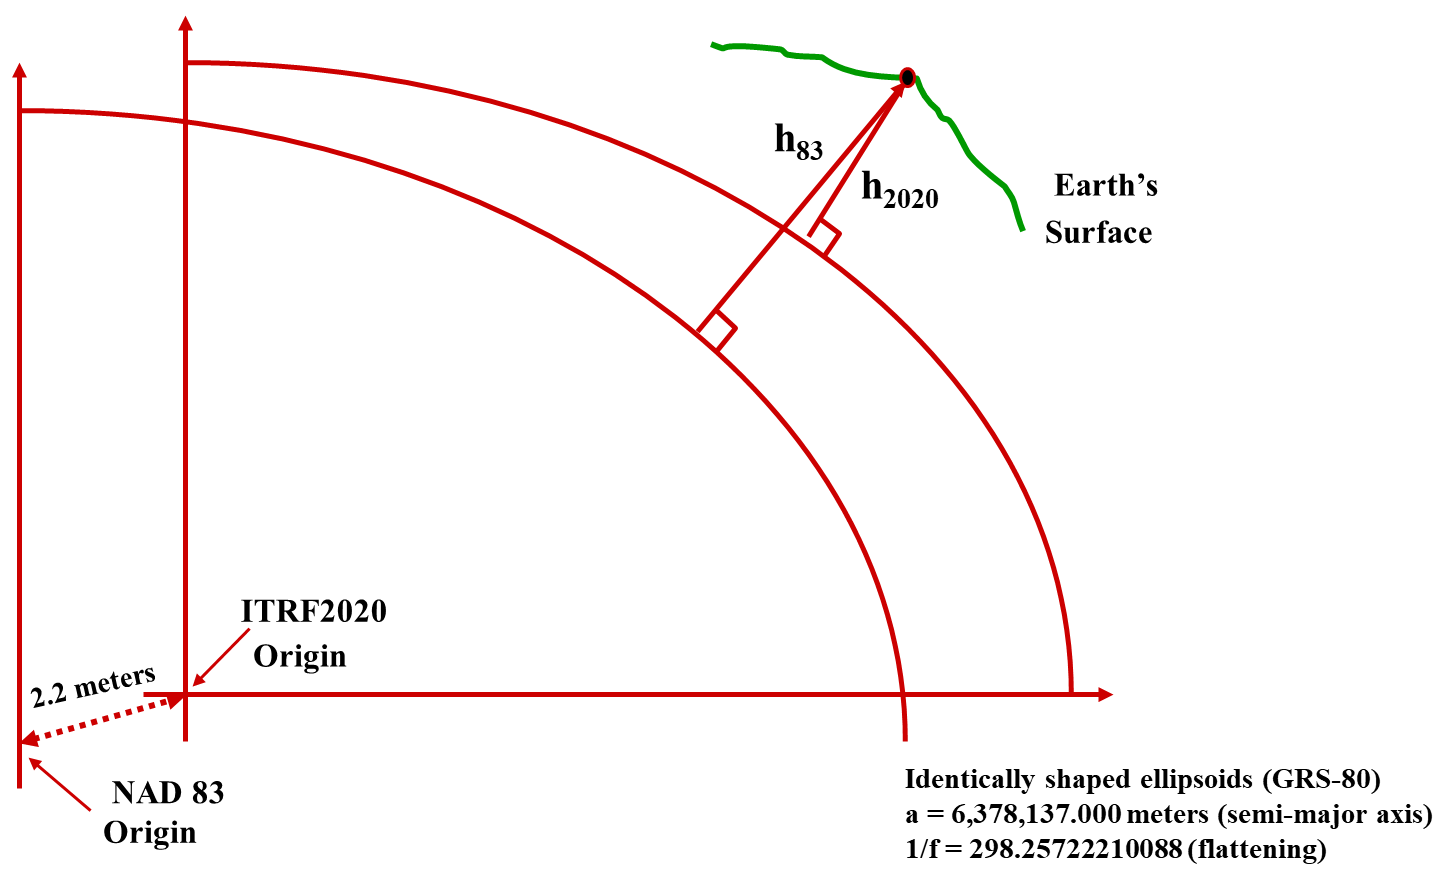 h83
h2020
Earth’s
Surface
ITRF2020
Origin
2.2 meters
NAD 83
Origin
Identically shaped ellipsoids (GRS-80)
a = 6,378,137.000 meters (semi-major axis)
1/f = 298.25722210088 (flattening)